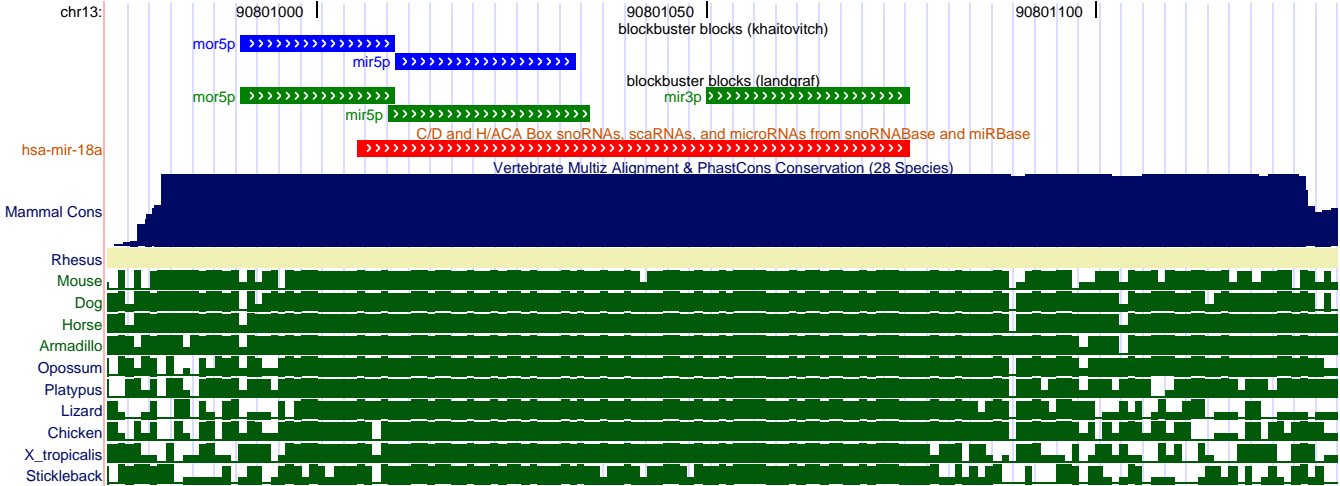 chr13: 90801000 90801050 90801100
blockbuster blocks (khaitovitch)
mor5p
mir5p
blockbuster blocks (landgraf)
mor5p mir3p
mir5p
C/D and H/ACA Box snoRNAs, scaRNAs, and microRNAs from snoRNABase and miRBase
hsa-mir-18a
Vertebrate Multiz Alignment & PhastCons Conservation (28 Species)
Mammal Cons
Rhesus
Mouse
Dog
Horse
Armadillo
Opossum
Platypus
Lizard
Chicken
X_tropicalis
Stickleback